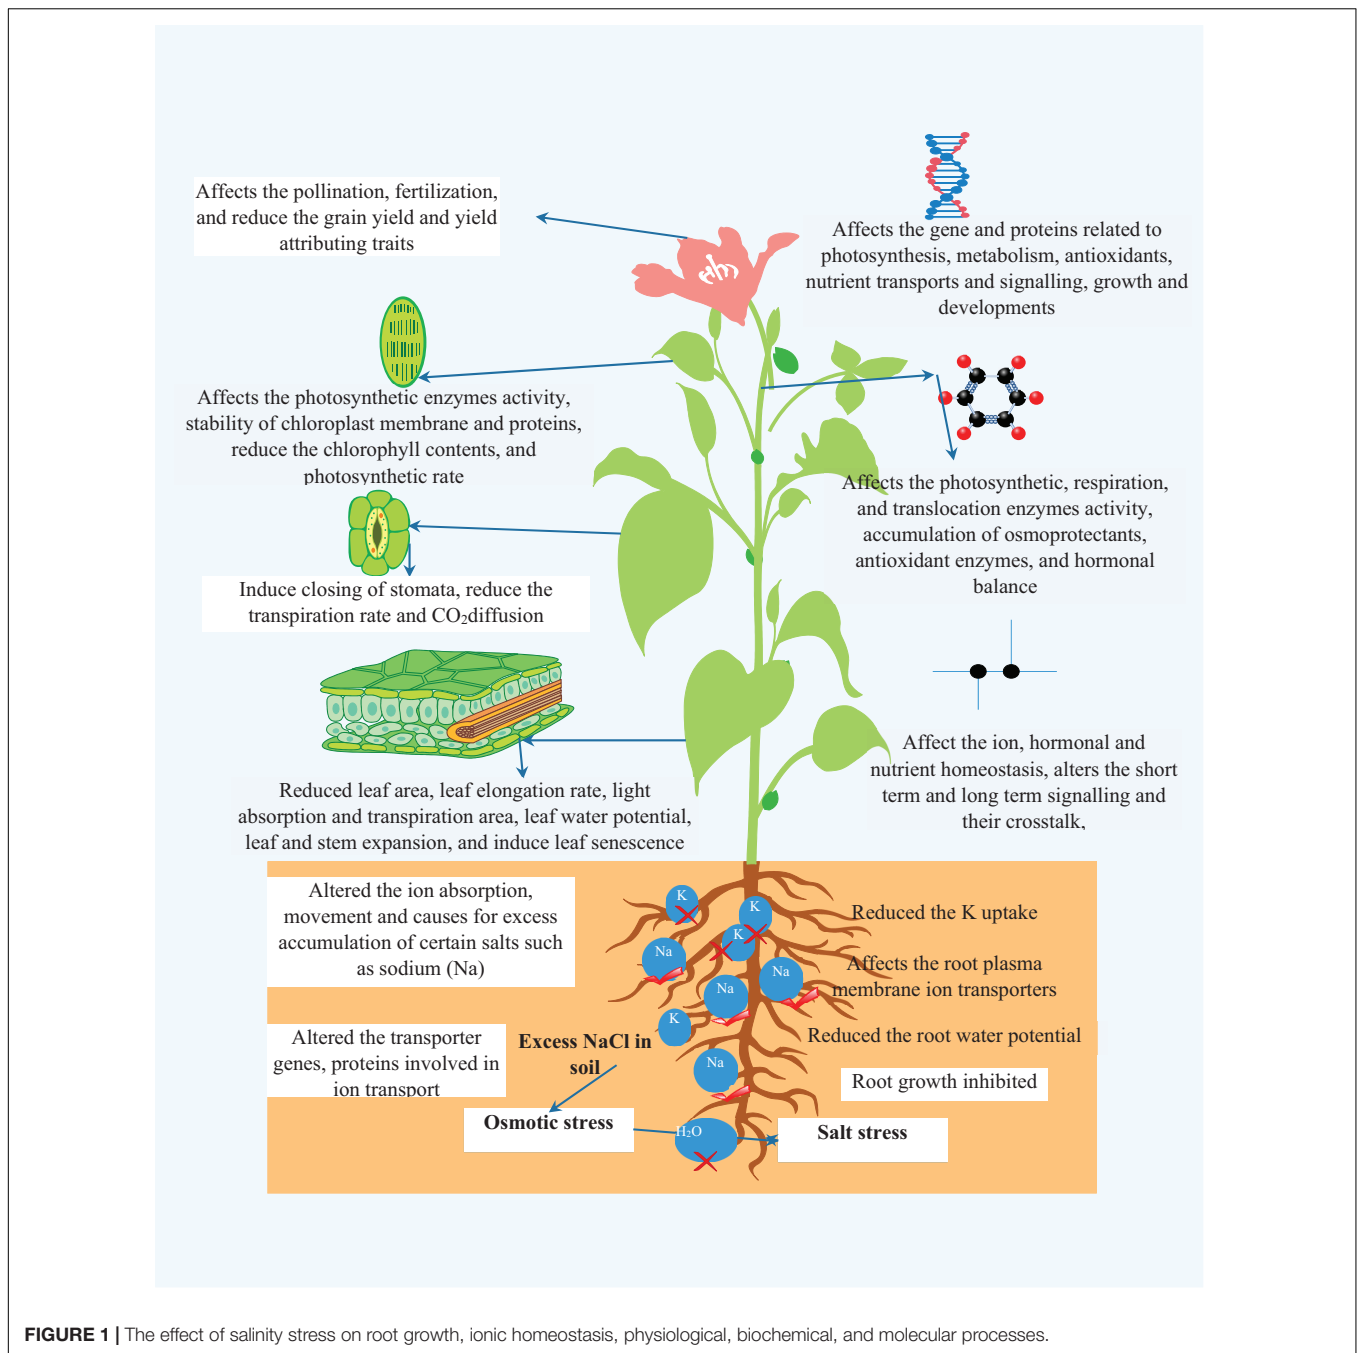 Affects the pollination, fertilization,
and reduce the grain yield and yield
attributing traits
Affects the gene and proteins related to
photosynthesis, metabolism, antioxidants,
nutrient transports and signalling, growth and
developments
Affects the photosynthetic enzymes activity,
stability of chloroplast membrane and proteins,
reduce the chlorophyll contents, and
photosynthetic rate
Affects the photosynthetic, respiration,
and translocation enzymes activity,
accumulation of osmoprotectants,
antioxidant enzymes, and hormonal
balance
Induce closing of stomata, reduce the
transpiration rate and CO₂diffusion
Affect the ion, hormonal and
nutrient homeostasis, alters the short
term and long term signalling and
their crosstalk,
Reduced leaf area, leaf elongation rate, light
absorption and transpiration area, leaf water potential,
leaf and stem expansion, and induce leaf senescence
Altered the ion absorption,
movement and causes for excess
accumulation of certain salts such
as sodium (Na)
K
K
K
Na
Na
Na
K
Na
Reduced the K uptake
Affects the root plasma
membrane ion transporters
Reduced the root water potential
Root growth inhibited
Altered the transporter
genes, proteins involved in
ion transport
Excess NaCl in
soil
Osmotic stress
H₂O
Salt stress
FIGURE 1 | The effect of salinity stress on root growth, ionic homeostasis, physiological, biochemical, and molecular processes.